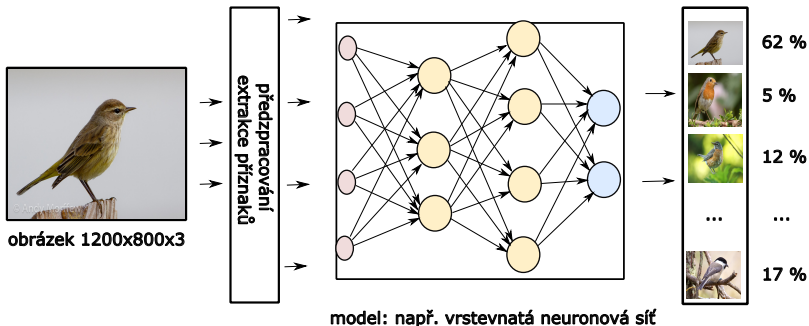 obrázek 1200x800x3
předzpracování
extrakce příznaků
model: např. vrstevnatá neuronová síť
62 %
5 %
12 %
... ...
17 %